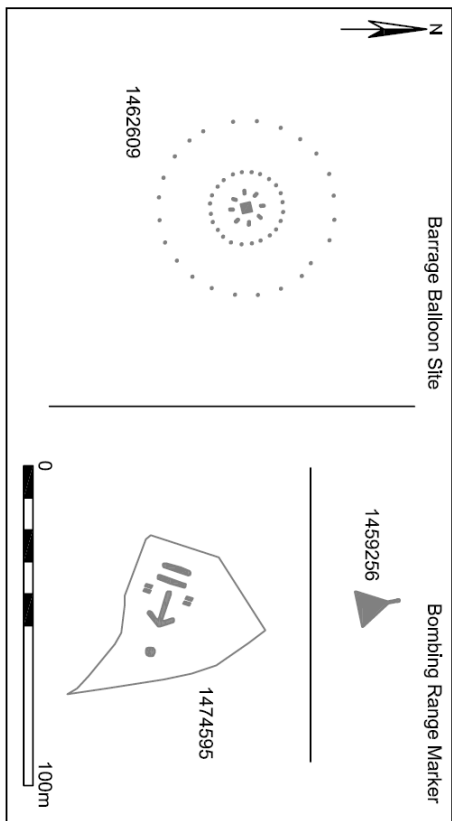 N
Barrage Balloon Site
1462609
Bombing Range Marker
1459256
1474595
0
100m